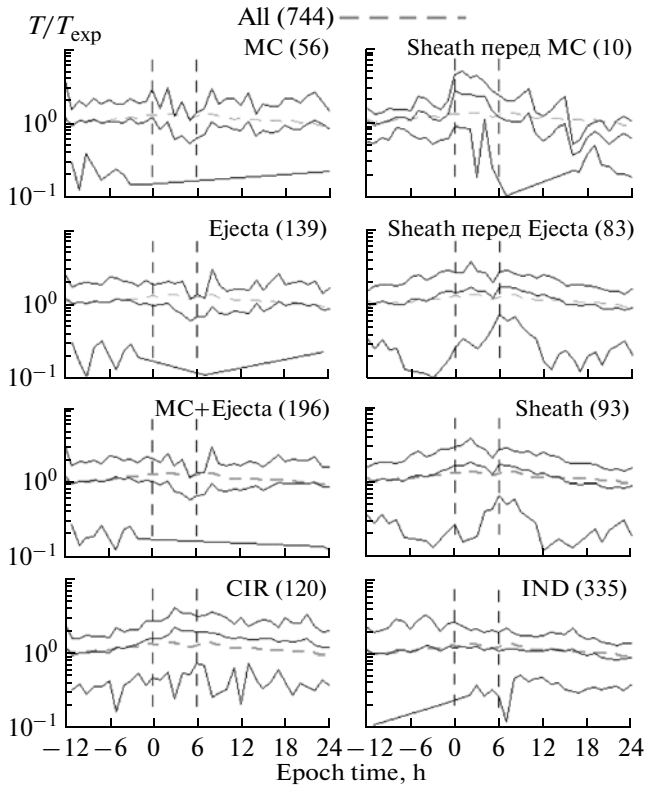 All (744)
T/Texp
MC (56)
Sheath перед MC (10)
10^0
10^−1
Ejecta (139)
Sheath перед Ejecta (83)
10^0
10^−1
MC+Ejecta (196)
Sheath (93)
10^0
10^−1
CIR (120)
IND (335)
10^0
10^−1
−12 −6 0 6 12 18 24 −12 −6 0 6 12 18 24
Epoch time, h